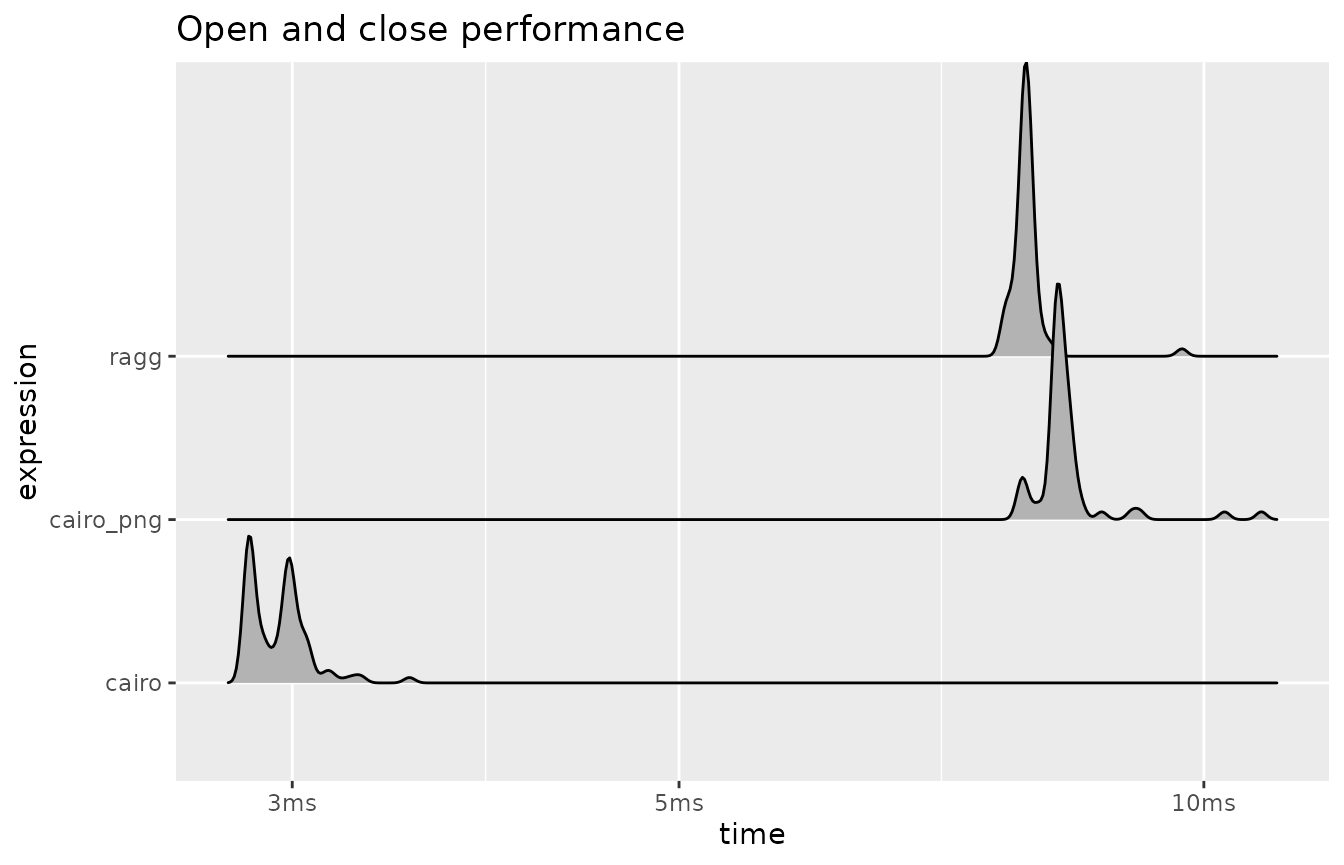 Open and close performance
expression
ragg
cairo_png
cairo
3ms 5ms 10ms
time